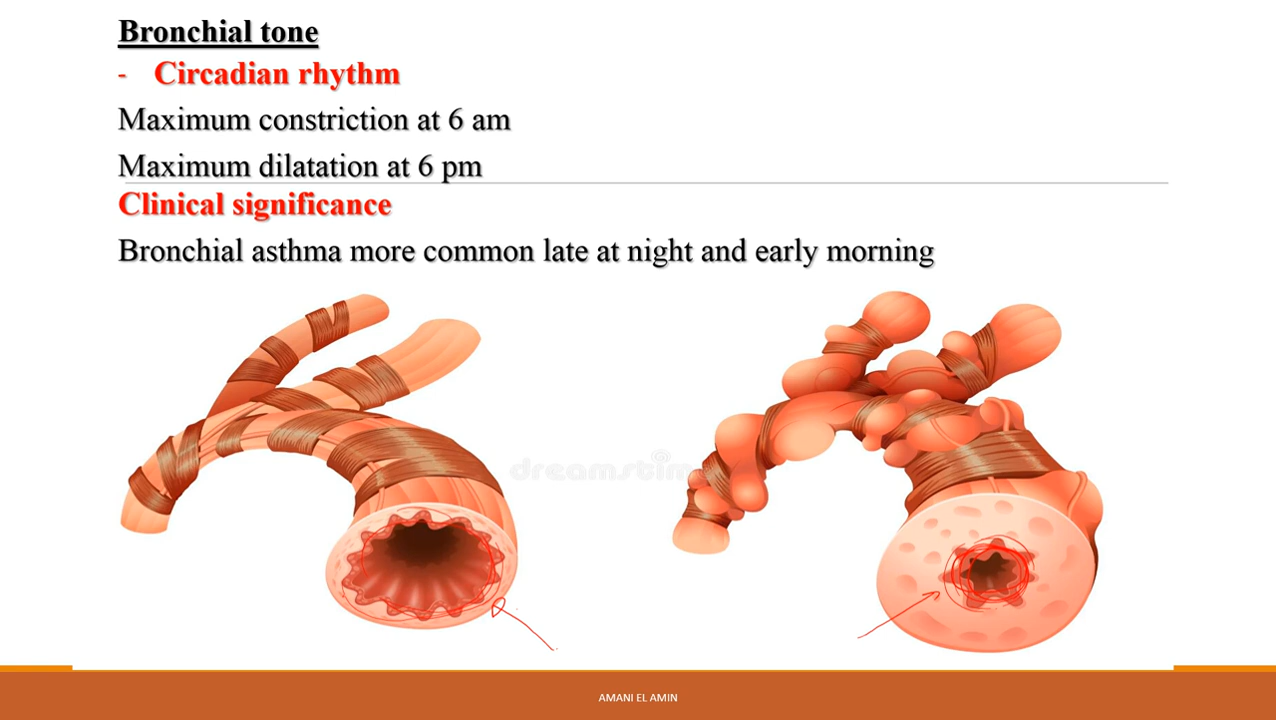 Bronchial tone
- Circadian rhythm
Maximum constriction at 6 am
Maximum dilatation at 6 pm
Clinical significance
Bronchial asthma more common late at night and early morning
dreamstime
AMANI EL AMIN